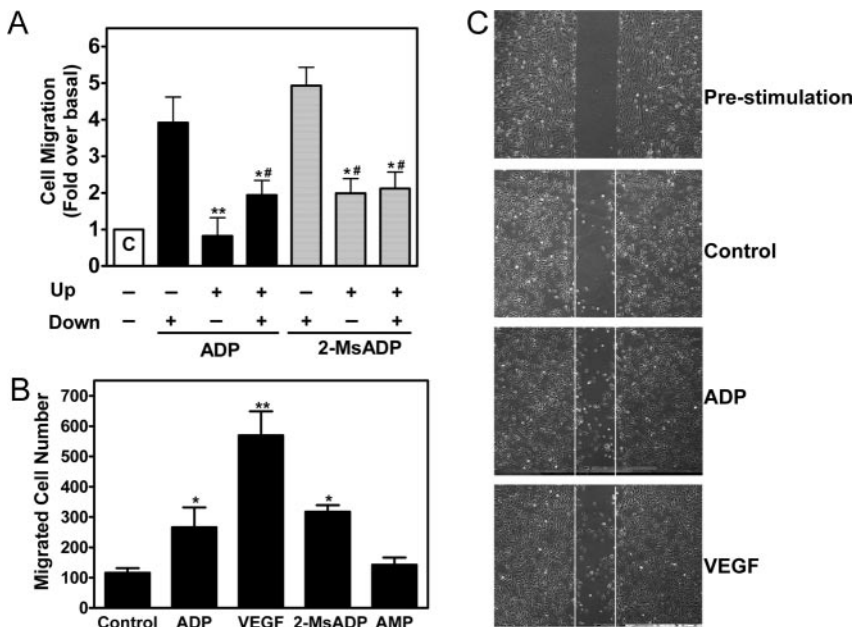 A
Cell Migration
(Fold over basal)
6
5
4
3
2
1
0
C
**
*#
*#
*#
Up − − + + − + +
Down − + − + + − +
ADP 2-MsADP
B
Migrated Cell Number
700
600
500
400
300
200
100
0
*
**
*
Control ADP VEGF 2-MsADP AMP
C
Pre-stimulation
Control
ADP
VEGF